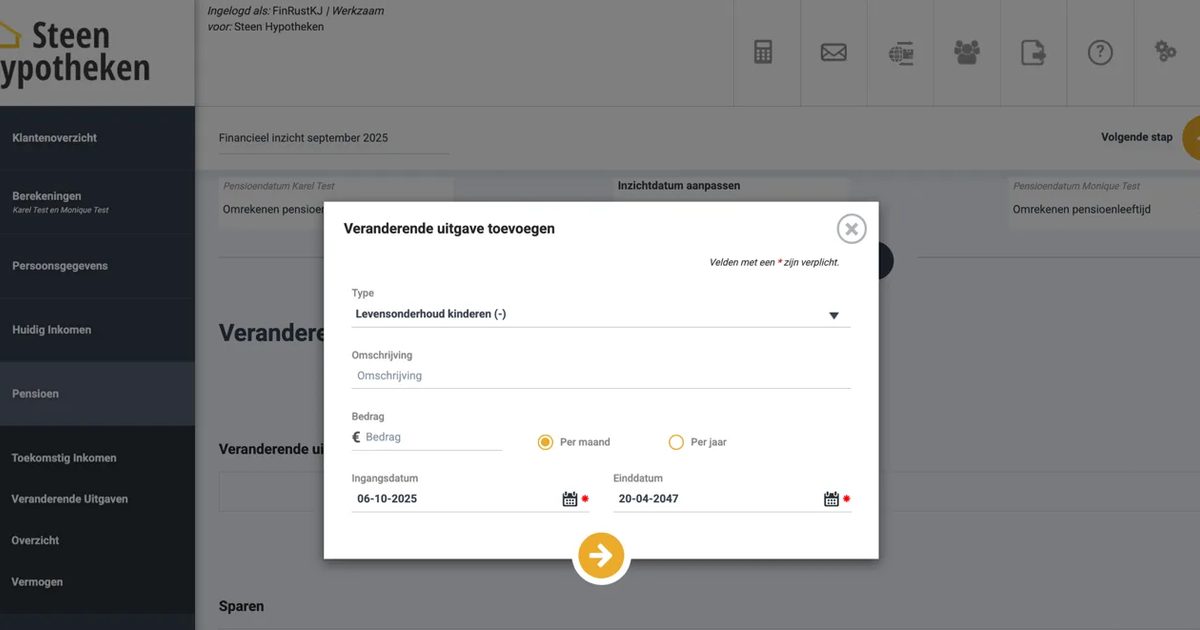 Steen
ypotheken
Ingelogd als: FinRustKJ | Werkzaam
voor: Steen Hypotheken
Klantenoverzicht
Berekeningen
Karel Test en Monique Test
Persoonsgegevens
Huidig Inkomen
Pensioen
Toekomstig Inkomen
Veranderende Uitgaven
Overzicht
Vermogen
Financieel inzicht september 2025
Volgende stap
Pensioendatum Karel Test
Omrekenen pensioen
Inzichtdatum aanpassen
Pensioendatum Monique Test
Omrekenen pensioenleeftijd
Verandere
Veranderende ui
Sparen
Veranderende uitgave toevoegen
Velden met een * zijn verplicht.
Type
Levensonderhoud kinderen (-)
Omschrijving
Omschrijving
Bedrag
€ Bedrag
Per maand
Per jaar
Ingangsdatum
06-10-2025 *
Einddatum
20-04-2047 *